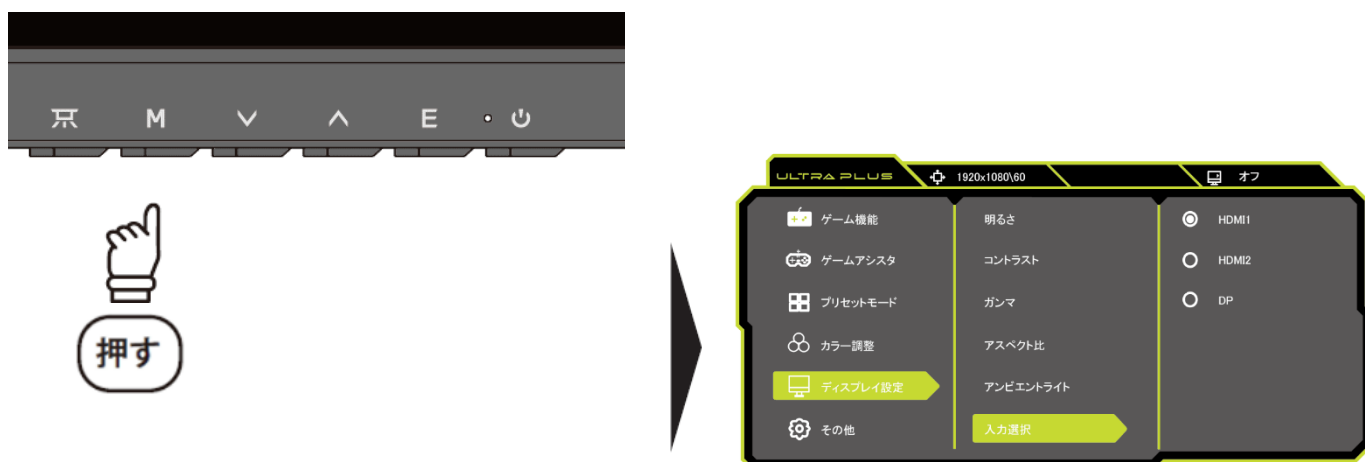 M
E
押す
ULTRA PLUS
1920x1080\60
オフ
ゲーム機能
ゲームアシスタ
プリセットモード
カラー調整
ディスプレイ設定
その他
明るさ
コントラスト
ガンマ
アスペクト比
アンビエントライト
入力選択
HDMI1
HDMI2
DP